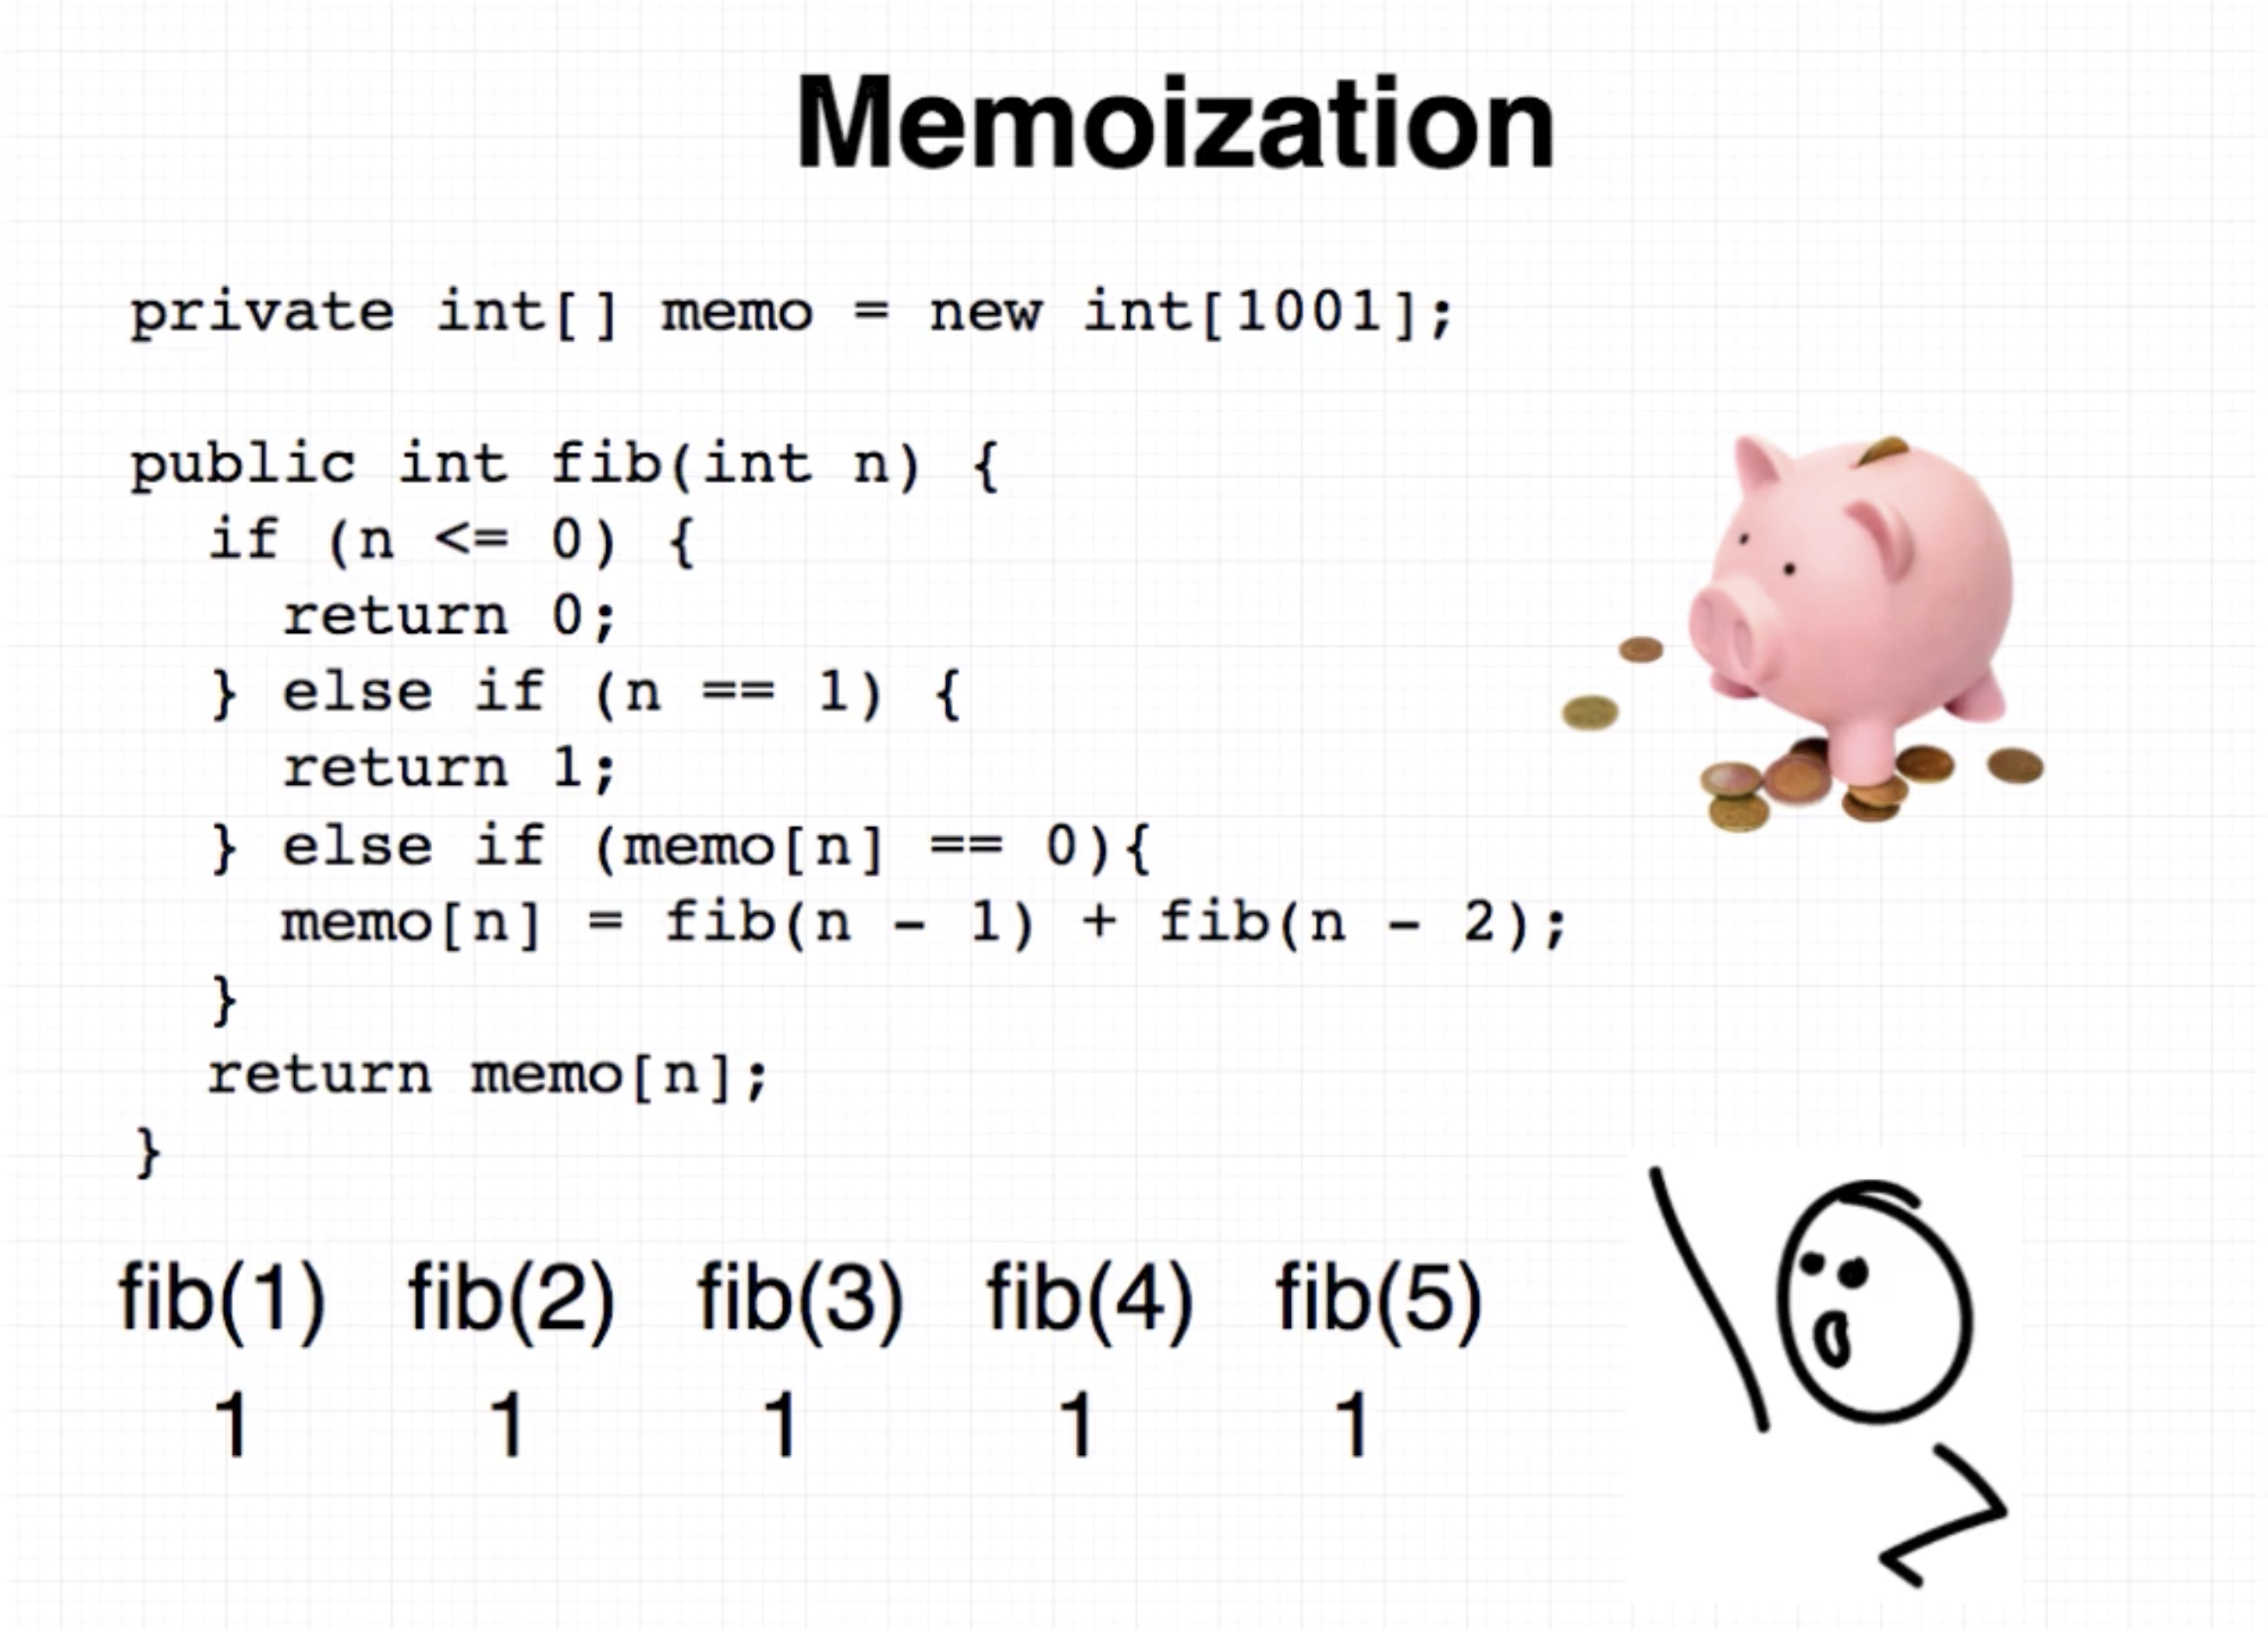 Memoization
private int[] memo = new int[1001];
public int fib(int n) {
if (n <= 0) {
return 0;
} else if (n == 1) {
return 1;
} else if (memo[n] == 0){
memo[n] = fib(n - 1) + fib(n - 2);
}
return memo[n];
}
fib(1) fib(2) fib(3) fib(4) fib(5)
1 1 1 1 1